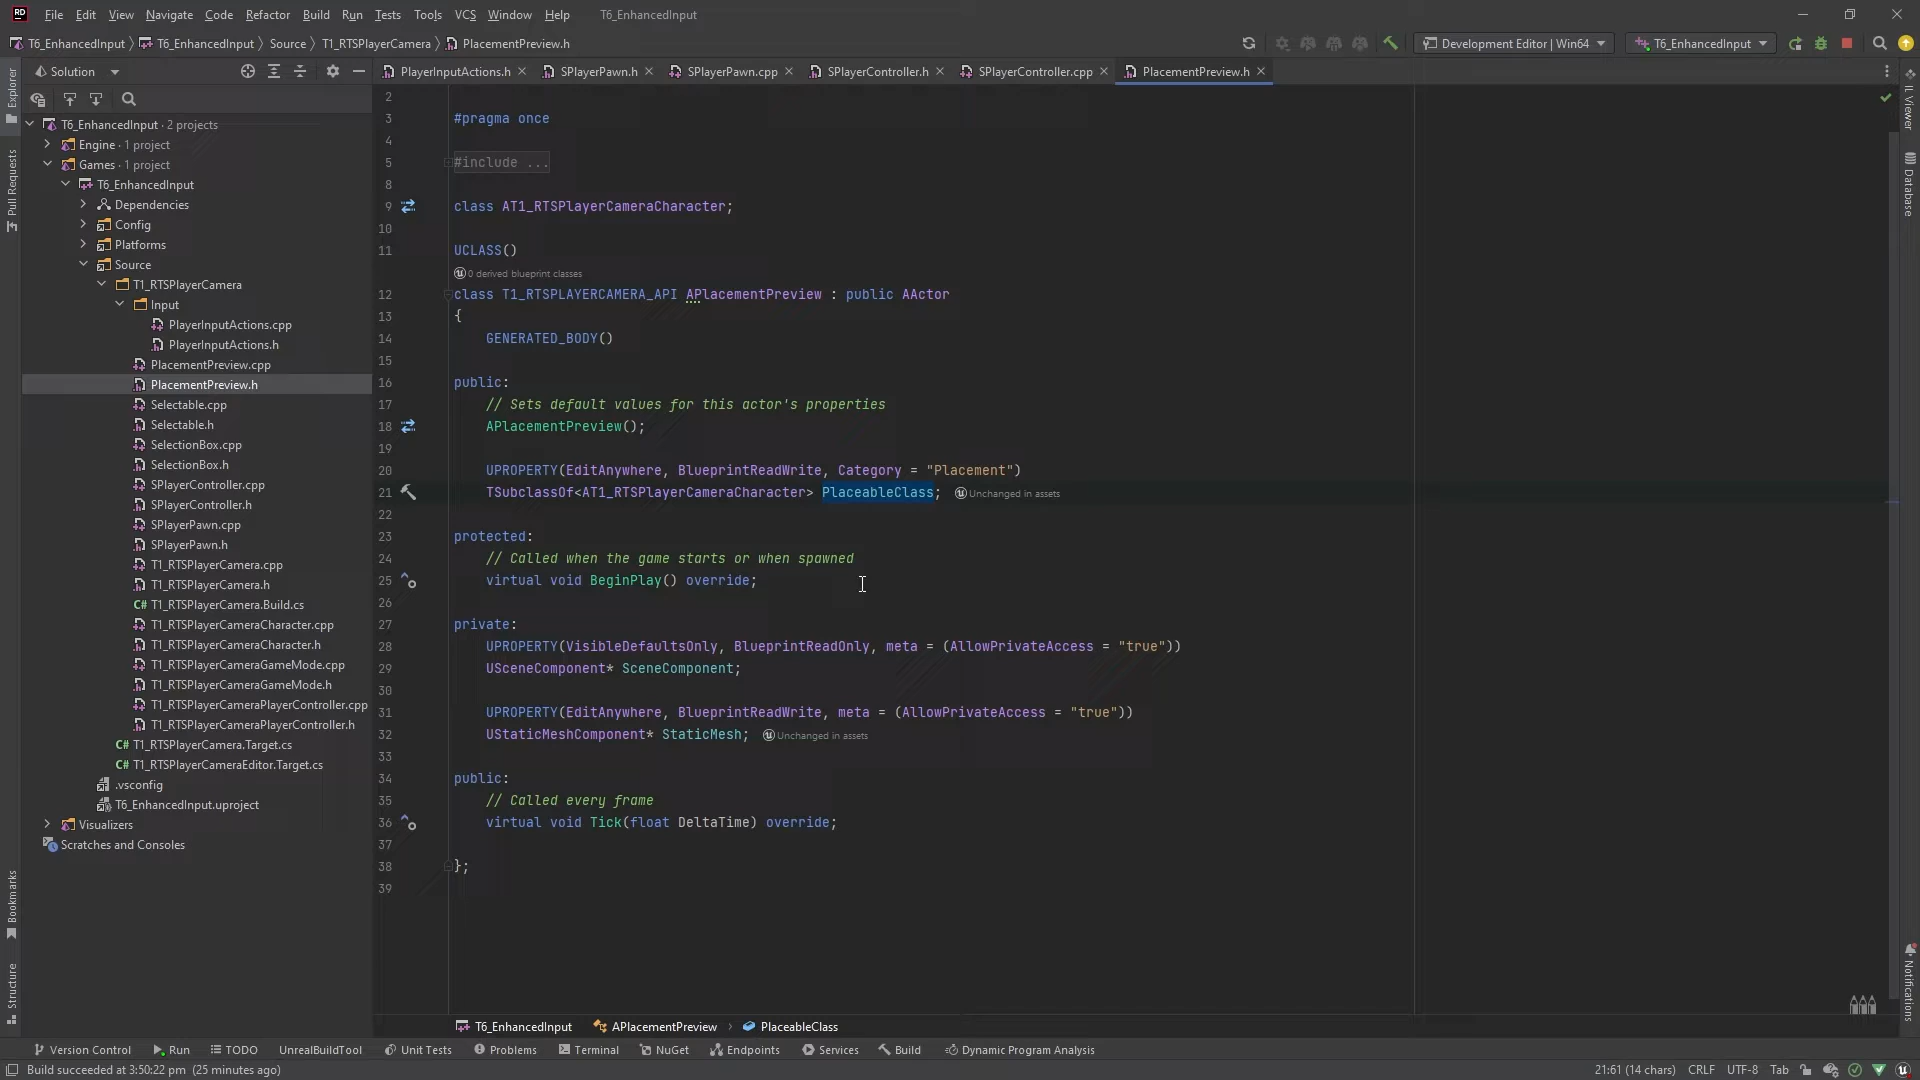 RD File Edit View Navigate Code Refactor Build Run Tests Tools VCS Window Help T6_EnhancedInput
T6_EnhancedInput T6_EnhancedInput Source T1_RTSPlayerCamera PlacementPreview.h Development Editor | Win64 T6_EnhancedInput
Explorer
Pull Requests
Bookmarks
Structure
Solution
T6_EnhancedInput · 2 projects
Engine · 1 project
Games · 1 project
T6_EnhancedInput
Dependencies
Config
Platforms
Source
T1_RTSPlayerCamera
Input
PlayerInputActions.cpp
PlayerInputActions.h
PlacementPreview.cpp
PlacementPreview.h
Selectable.cpp
Selectable.h
SelectionBox.cpp
SelectionBox.h
SPlayerController.cpp
SPlayerController.h
SPlayerPawn.cpp
SPlayerPawn.h
T1_RTSPlayerCamera.cpp
T1_RTSPlayerCamera.h
C# T1_RTSPlayerCamera.Build.cs
T1_RTSPlayerCameraCharacter.cpp
T1_RTSPlayerCameraCharacter.h
T1_RTSPlayerCameraGameMode.cpp
T1_RTSPlayerCameraGameMode.h
T1_RTSPlayerCameraPlayerController.cpp
T1_RTSPlayerCameraPlayerController.h
C# T1_RTSPlayerCamera.Target.cs
C# T1_RTSPlayerCameraEditor.Target.cs
.vsconfig
T6_EnhancedInput.uproject
Visualizers
Scratches and Consoles
PlayerInputActions.h SPlayerPawn.h SPlayerPawn.cpp SPlayerController.h SPlayerController.cpp PlacementPreview.h
2
3 #pragma once
4
5 #include ...
8
9 class AT1_RTSPlayerCameraCharacter;
10
11 UCLASS()
0 derived blueprint classes
12 class T1_RTSPLAYERCAMERA_API APlacementPreview : public AActor
13 {
14 GENERATED_BODY()
15
16 public:
17 // Sets default values for this actor's properties
18 APlacementPreview();
19
20 UPROPERTY(EditAnywhere, BlueprintReadWrite, Category = "Placement")
21 TSubclassOf<AT1_RTSPlayerCameraCharacter> PlaceableClass; Unchanged in assets
22
23 protected:
24 // Called when the game starts or when spawned
25 virtual void BeginPlay() override;
26
27 private:
28 UPROPERTY(VisibleDefaultsOnly, BlueprintReadOnly, meta = (AllowPrivateAccess = "true"))
29 USceneComponent* SceneComponent;
30
31 UPROPERTY(EditAnywhere, BlueprintReadWrite, meta = (AllowPrivateAccess = "true"))
32 UStaticMeshComponent* StaticMesh; Unchanged in assets
33
34 public:
35 // Called every frame
36 virtual void Tick(float DeltaTime) override;
37
38 };
39
IL Viewer
Database
Notifications
T6_EnhancedInput APlacementPreview PlaceableClass
Version Control Run TODO UnrealBuildTool Unit Tests Problems Terminal NuGet Endpoints Services Build Dynamic Program Analysis
Build succeeded at 3:50:22 pm (25 minutes ago) 21:61 (14 chars) CRLF UTF-8 Tab